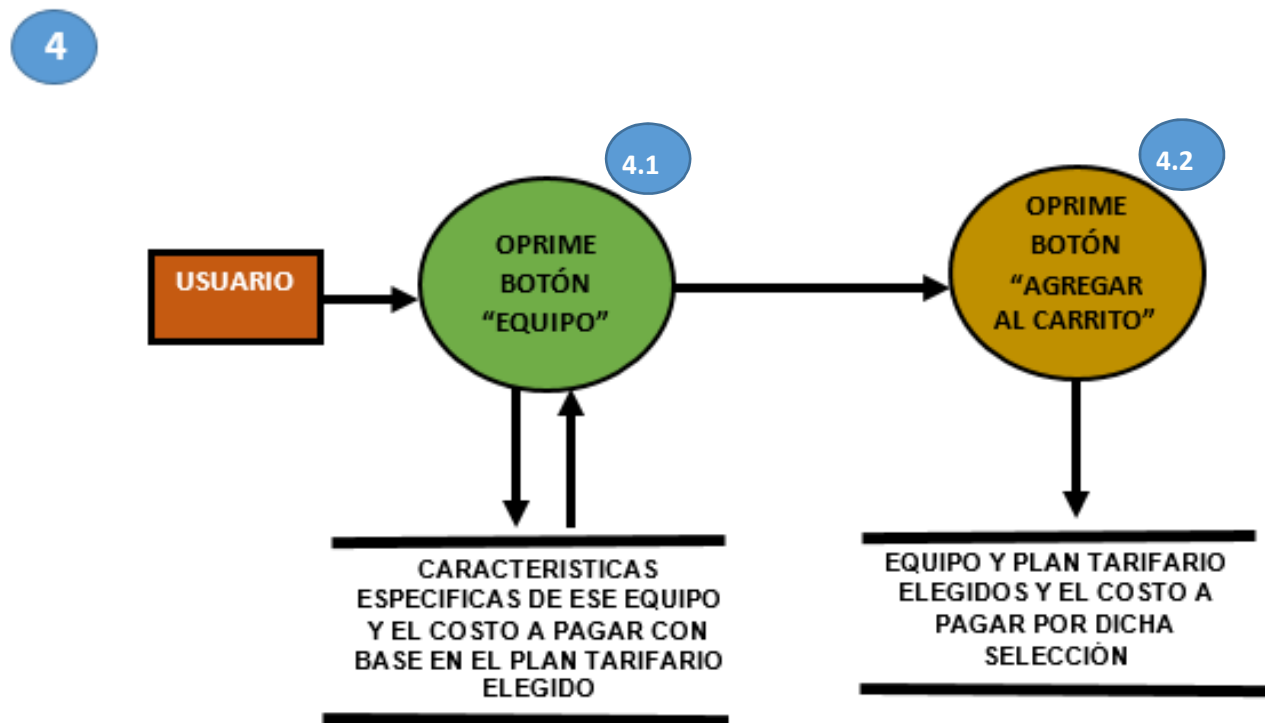 4
4.1
4.2
USUARIO
OPRIME
BOTÓN
“EQUIPO”
OPRIME
BOTÓN
“AGREGAR
AL CARRITO”
CARACTERISTICAS
ESPECIFICAS DE ESE EQUIPO
Y EL COSTO A PAGAR CON
BASE EN EL PLAN TARIFARIO
ELEGIDO
EQUIPO Y PLAN TARIFARIO
ELEGIDOS Y EL COSTO A
PAGAR POR DICHA
SELECCIÓN